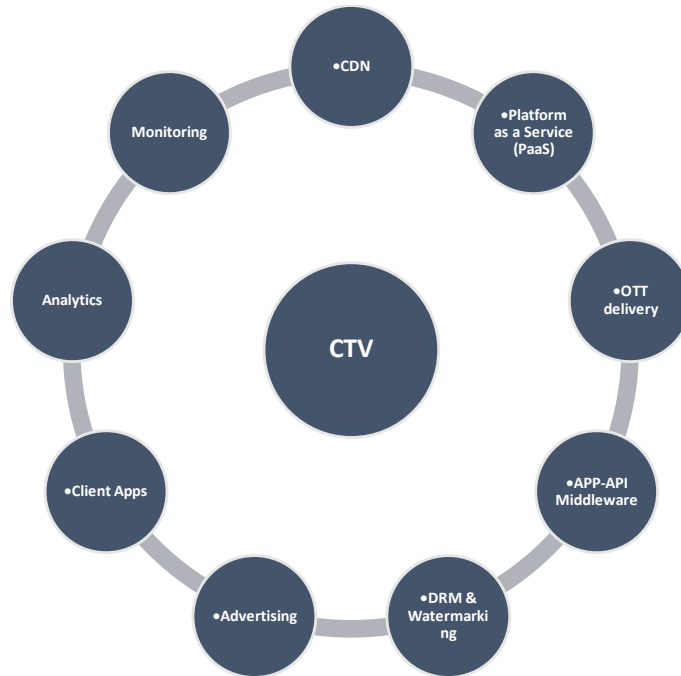 •CDN
•Platform
as a Service
(PaaS)
•OTT
delivery
•APP-API
Middleware
•DRM &
Watermarki
ng
•Advertising
•Client Apps
Analytics
Monitoring
CTV